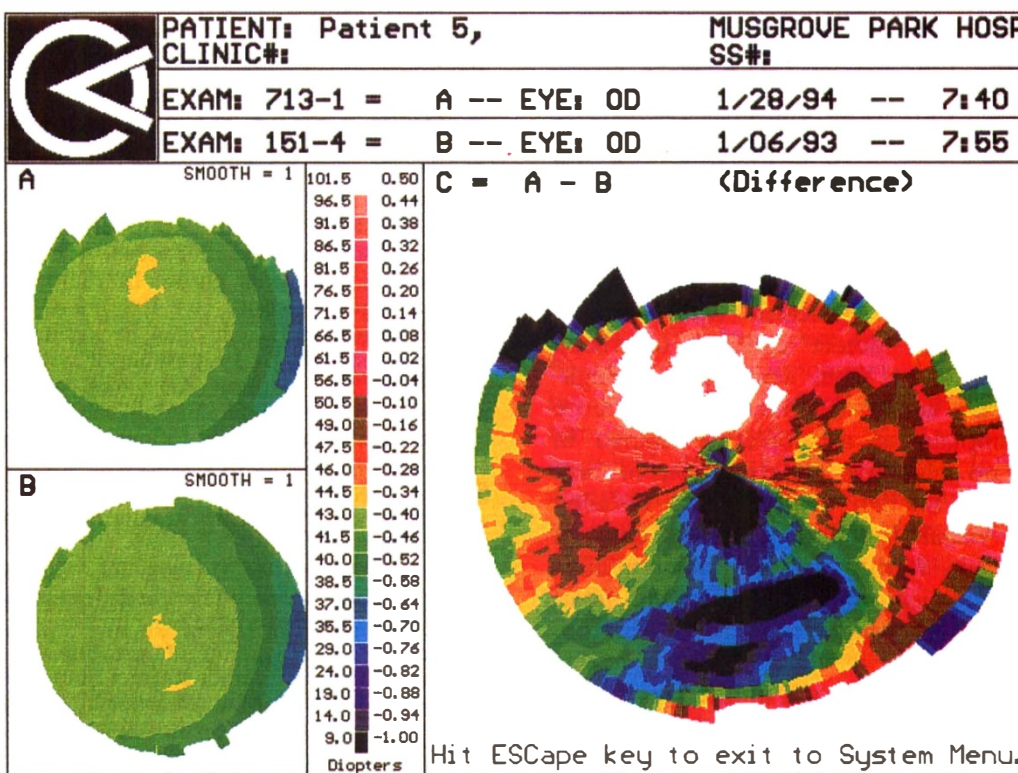 PATIENT: Patient 5, MUSGROVE PARK HOSP
CLINIC#: SS#:
EXAM: 713-1 = A -- EYE: OD 1/28/94 -- 7:40
EXAM: 151-4 = B -- EYE: OD 1/06/93 -- 7:55
A SMOOTH = 1
B SMOOTH = 1
101.5 0.50
96.5 0.44
91.5 0.38
86.5 0.32
81.5 0.26
76.5 0.20
71.5 0.14
66.5 0.08
61.5 0.02
56.5 -0.04
50.5 -0.10
49.0 -0.16
47.5 -0.22
46.0 -0.28
44.5 -0.34
43.0 -0.40
41.5 -0.46
40.0 -0.52
38.5 -0.58
37.0 -0.64
35.5 -0.70
29.0 -0.76
24.0 -0.82
19.0 -0.88
14.0 -0.94
9.0 -1.00
Diopters
C = A - B (Difference)
Hit ESCape key to exit to System Menu.